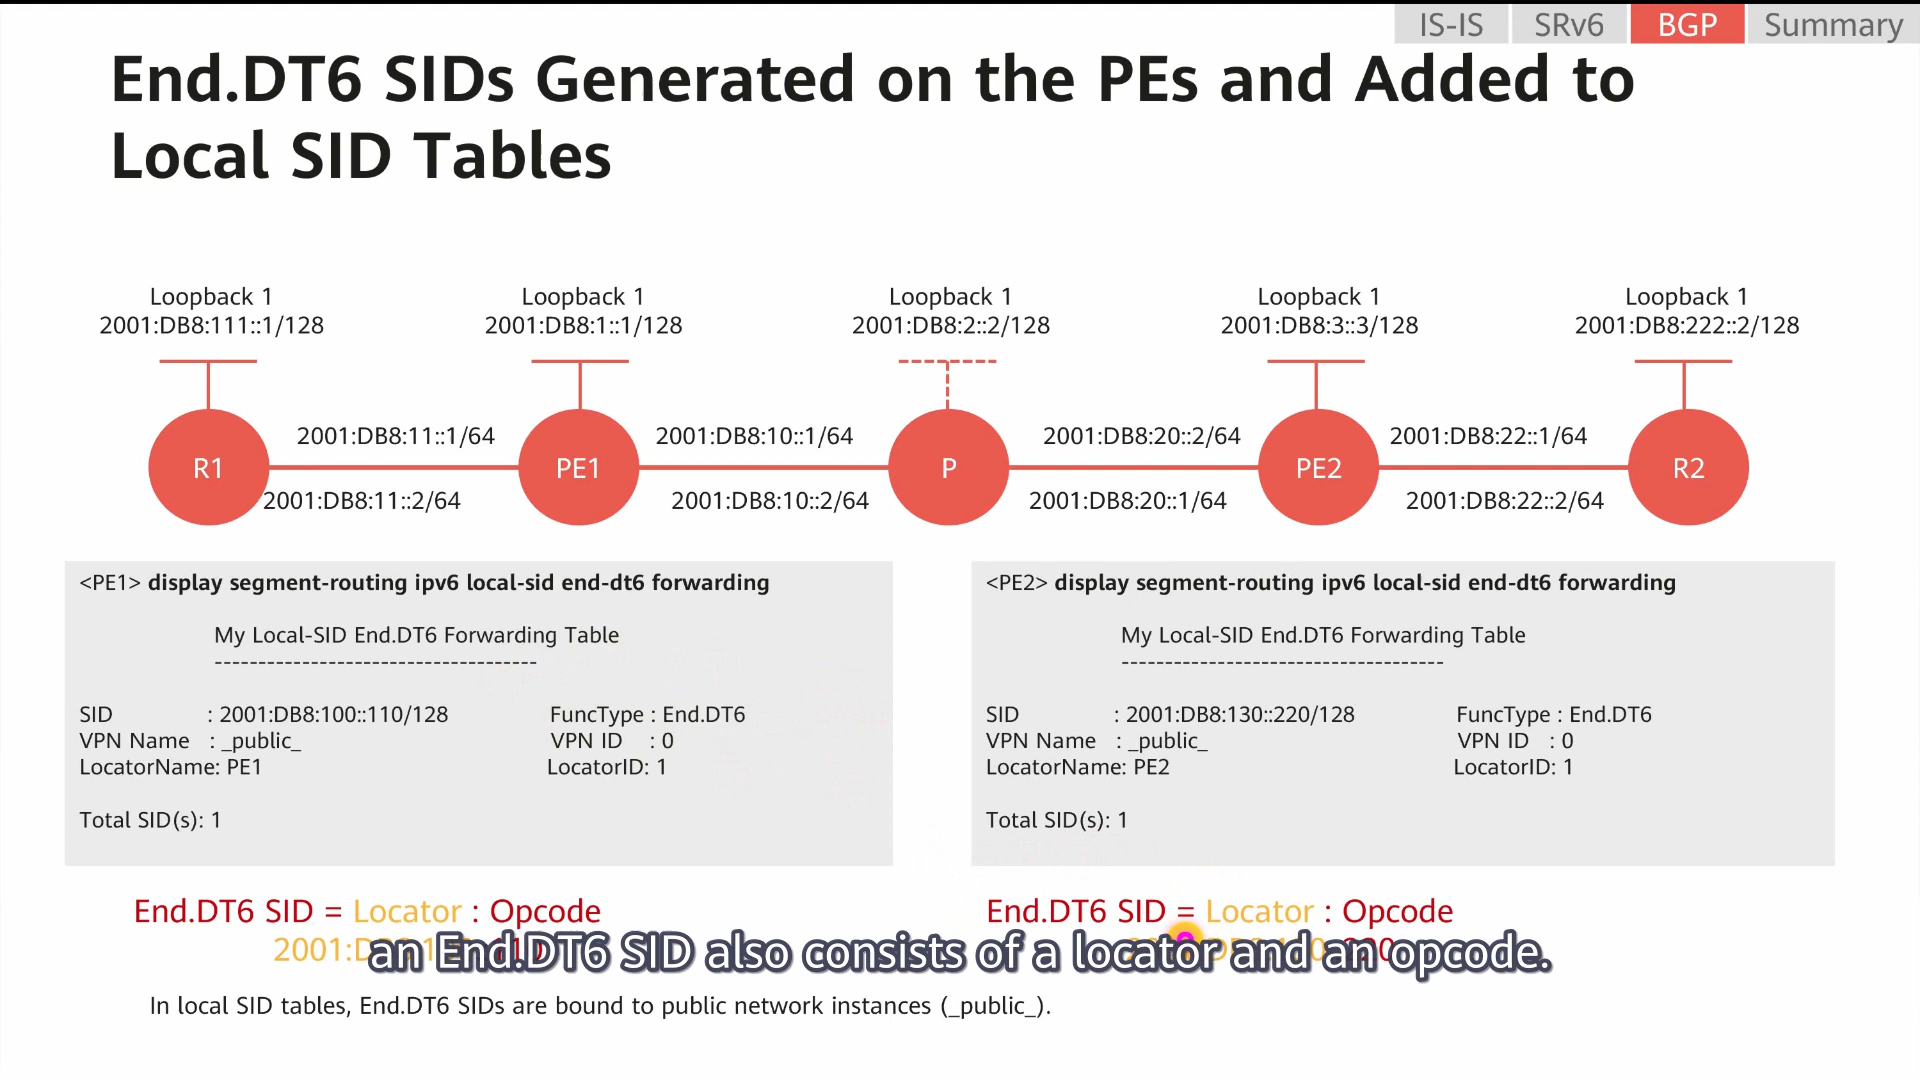 IS-IS SRv6 BGP Summary
End.DT6 SIDs Generated on the PEs and Added to
Local SID Tables
Loopback 1 Loopback 1 Loopback 1 Loopback 1 Loopback 1
2001:DB8:111::1/128 2001:DB8:1::1/128 2001:DB8:2::2/128 2001:DB8:3::3/128 2001:DB8:222::2/128
2001:DB8:11::1/64 2001:DB8:10::1/64 2001:DB8:20::2/64 2001:DB8:22::1/64
R1 PE1 P PE2 R2
2001:DB8:11::2/64 2001:DB8:10::2/64 2001:DB8:20::1/64 2001:DB8:22::2/64
<PE1> display segment-routing ipv6 local-sid end-dt6 forwarding
My Local-SID End.DT6 Forwarding Table
-------------------------------------
SID : 2001:DB8:100::110/128 FuncType : End.DT6
VPN Name : _public_ VPN ID : 0
LocatorName: PE1 LocatorID: 1
Total SID(s): 1
<PE2> display segment-routing ipv6 local-sid end-dt6 forwarding
My Local-SID End.DT6 Forwarding Table
-------------------------------------
SID : 2001:DB8:130::220/128 FuncType : End.DT6
VPN Name : _public_ VPN ID : 0
LocatorName: PE2 LocatorID: 1
Total SID(s): 1
End.DT6 SID = Locator : Opcode
End.DT6 SID = Locator : Opcode
an End.DT6 SID also consists of a locator and an opcode.
In local SID tables, End.DT6 SIDs are bound to public network instances (_public_).